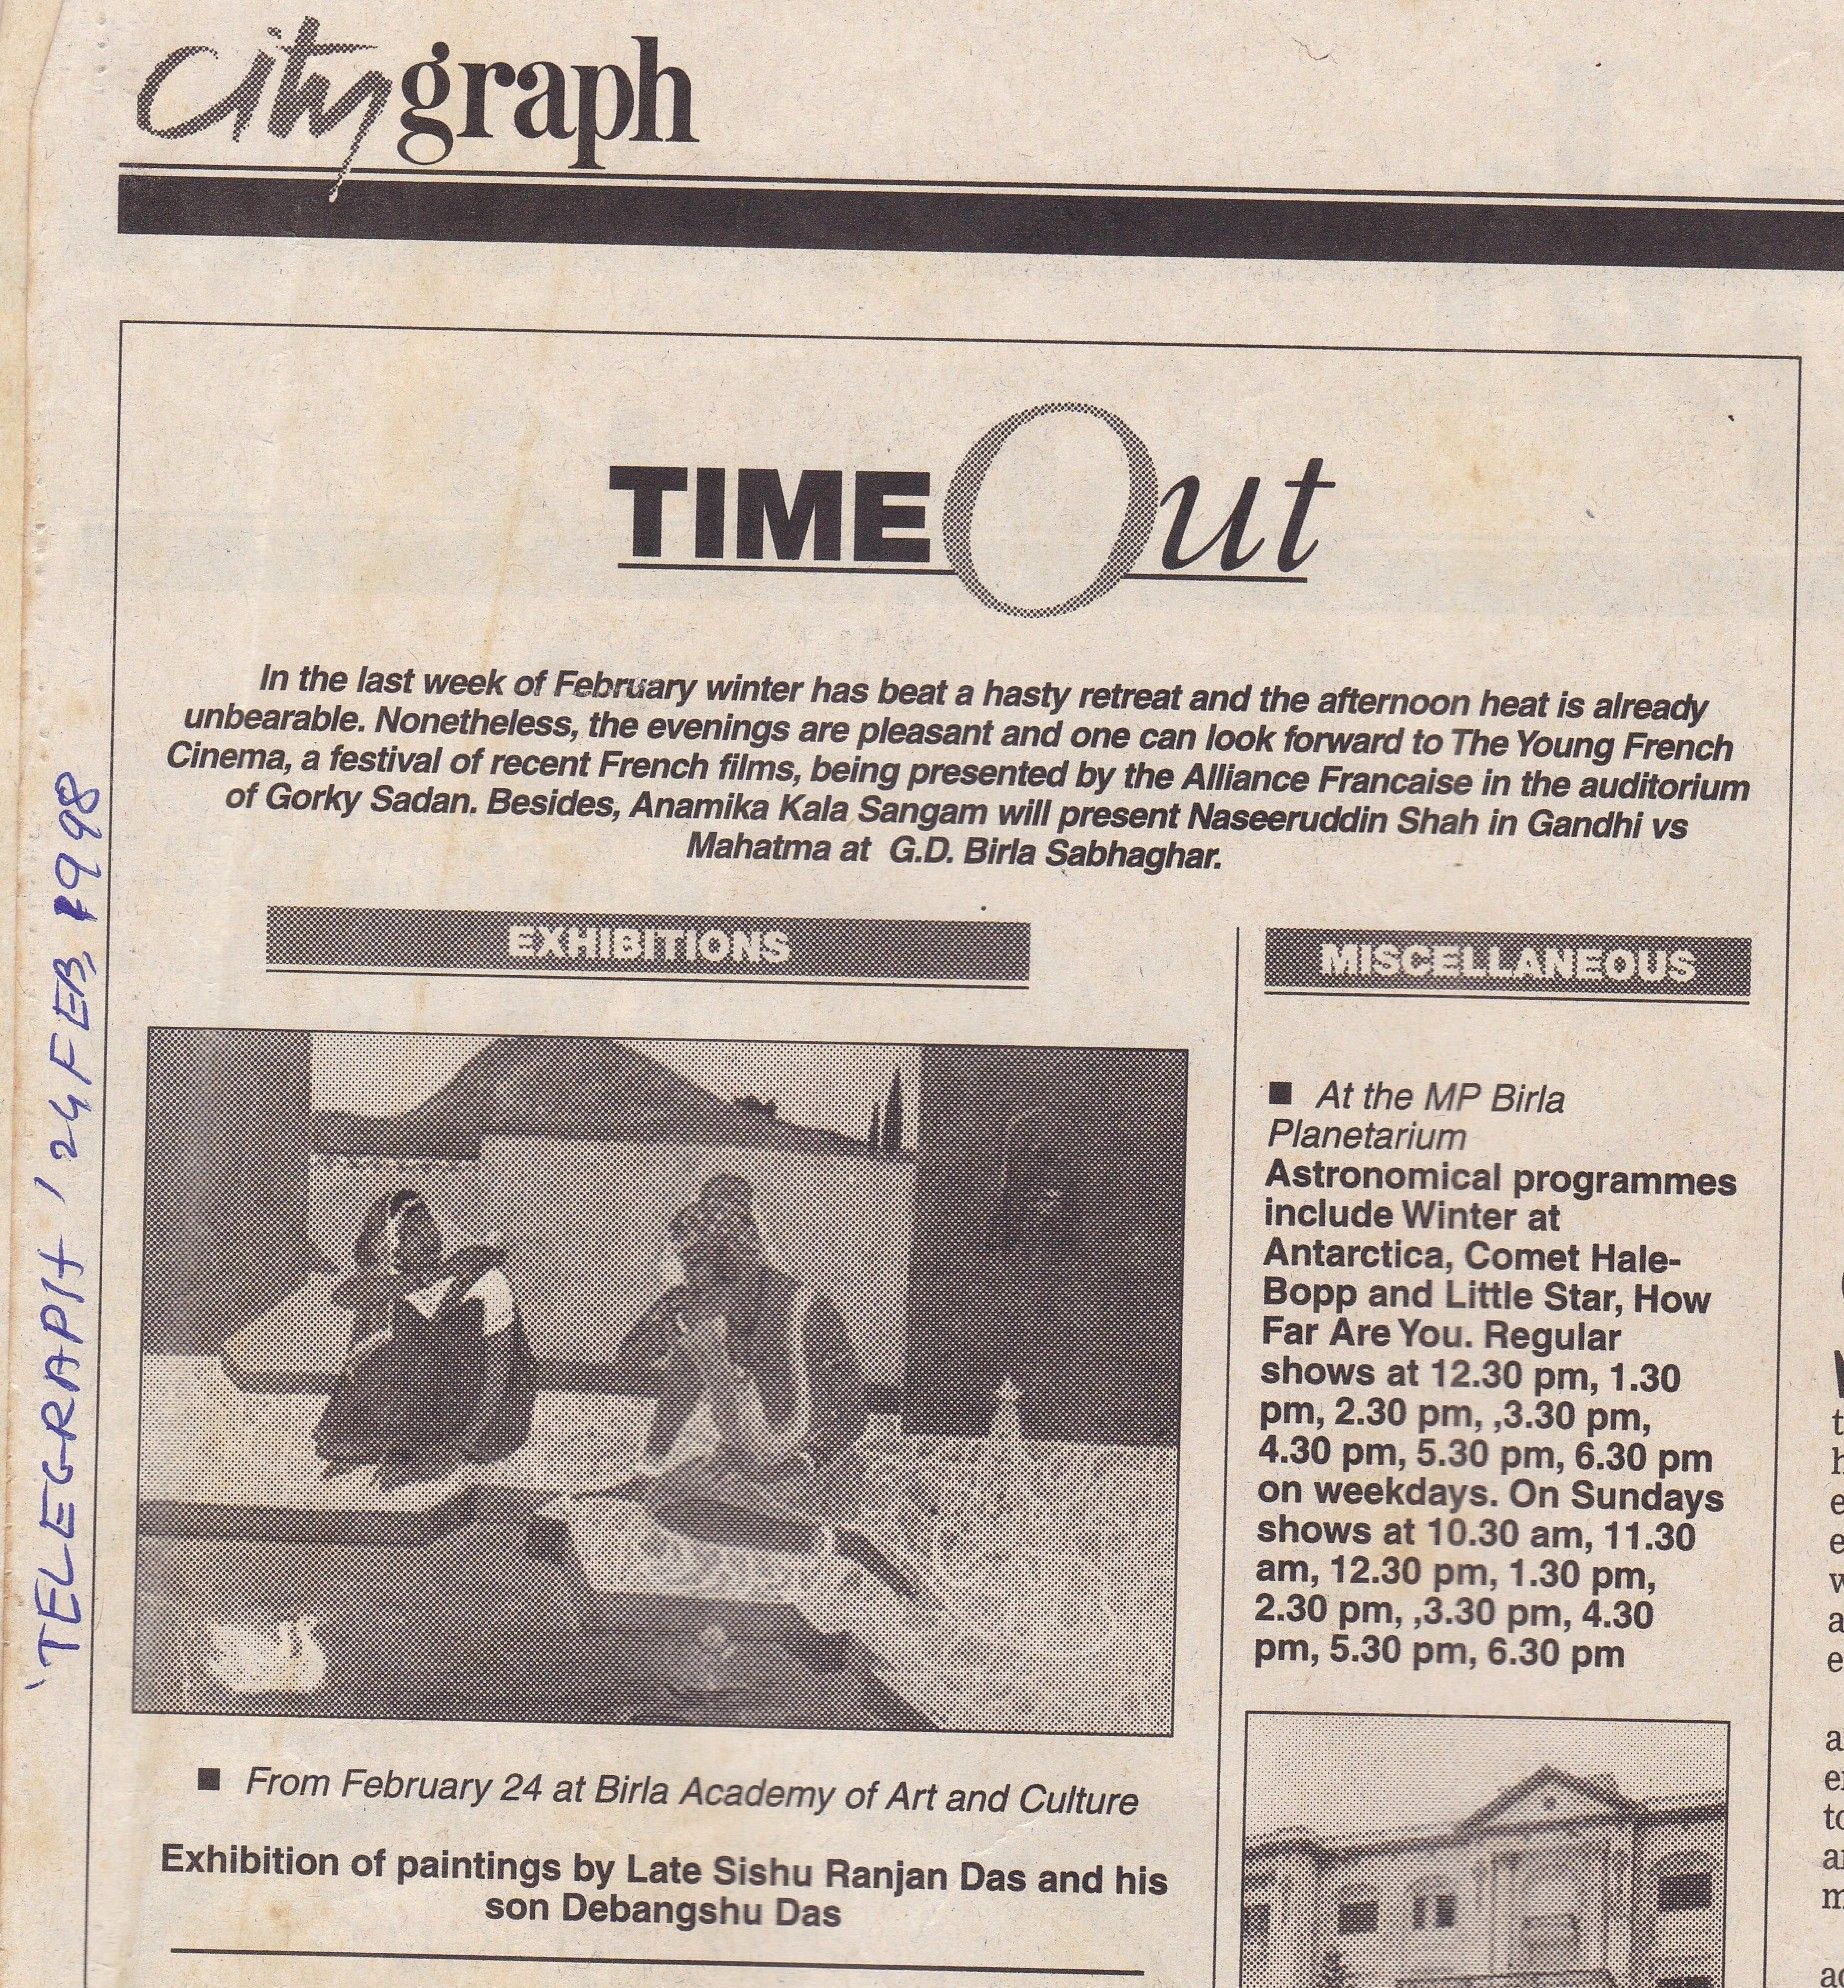 citygraph
TIME Out
In the last week of February winter has beat a hasty retreat and the afternoon heat is already
unbearable. Nonetheless, the evenings are pleasant and one can look forward to The Young French
Cinema, a festival of recent French films, being presented by the Alliance Francaise in the auditorium
of Gorky Sadan. Besides, Anamika Kala Sangam will present Naseeruddin Shah in Gandhi vs
Mahatma at G.D. Birla Sabhaghar.
EXHIBITIONS
■ From February 24 at Birla Academy of Art and Culture
Exhibition of paintings by Late Sishu Ranjan Das and his
son Debangshu Das
MISCELLANEOUS
■ At the MP Birla
Planetarium
Astronomical programmes
include Winter at
Antarctica, Comet Hale-
Bopp and Little Star, How
Far Are You. Regular
shows at 12.30 pm, 1.30
pm, 2.30 pm, ,3.30 pm,
4.30 pm, 5.30 pm, 6.30 pm
on weekdays. On Sundays
shows at 10.30 am, 11.30
am, 12.30 pm, 1.30 pm,
2.30 pm, ,3.30 pm, 4.30
pm, 5.30 pm, 6.30 pm
'TELEGRAPH' 24 FEB, 1998